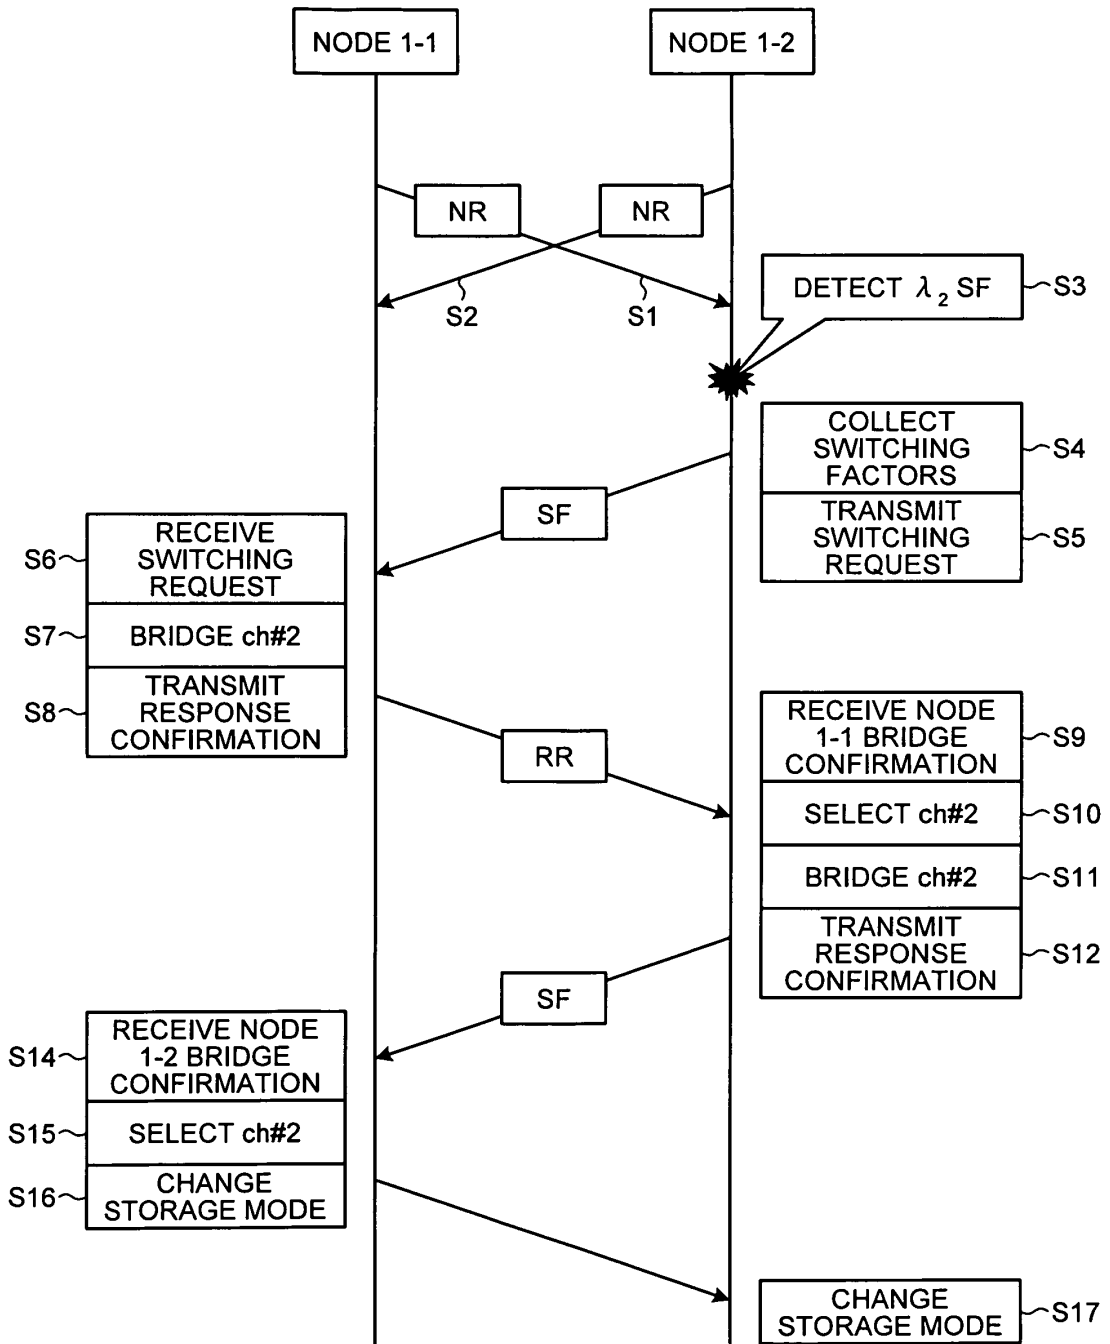 NODE 1-1
NODE 1-2
NR
NR
S2
S1
DETECT λ2 SF
S3
COLLECT
SWITCHING
FACTORS
S4
SF
TRANSMIT
SWITCHING
REQUEST
S5
S6
RECEIVE
SWITCHING
REQUEST
S7
BRIDGE ch#2
S8
TRANSMIT
RESPONSE
CONFIRMATION
RR
RECEIVE NODE
1-1 BRIDGE
CONFIRMATION
S9
SELECT ch#2
S10
BRIDGE ch#2
S11
TRANSMIT
RESPONSE
CONFIRMATION
S12
SF
S14
RECEIVE NODE
1-2 BRIDGE
CONFIRMATION
S15
SELECT ch#2
S16
CHANGE
STORAGE MODE
CHANGE
STORAGE MODE
S17